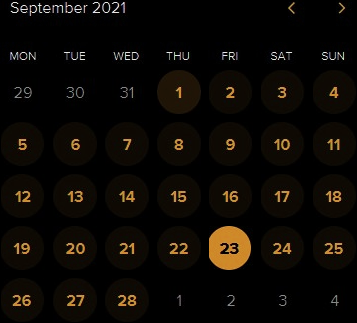 September 2021
MON TUE WED THU FRI SAT SUN
29 30 31 1 2 3 4
5 6 7 8 9 10 11
12 13 14 15 16 17 18
19 20 21 22 23 24 25
26 27 28 1 2 3 4